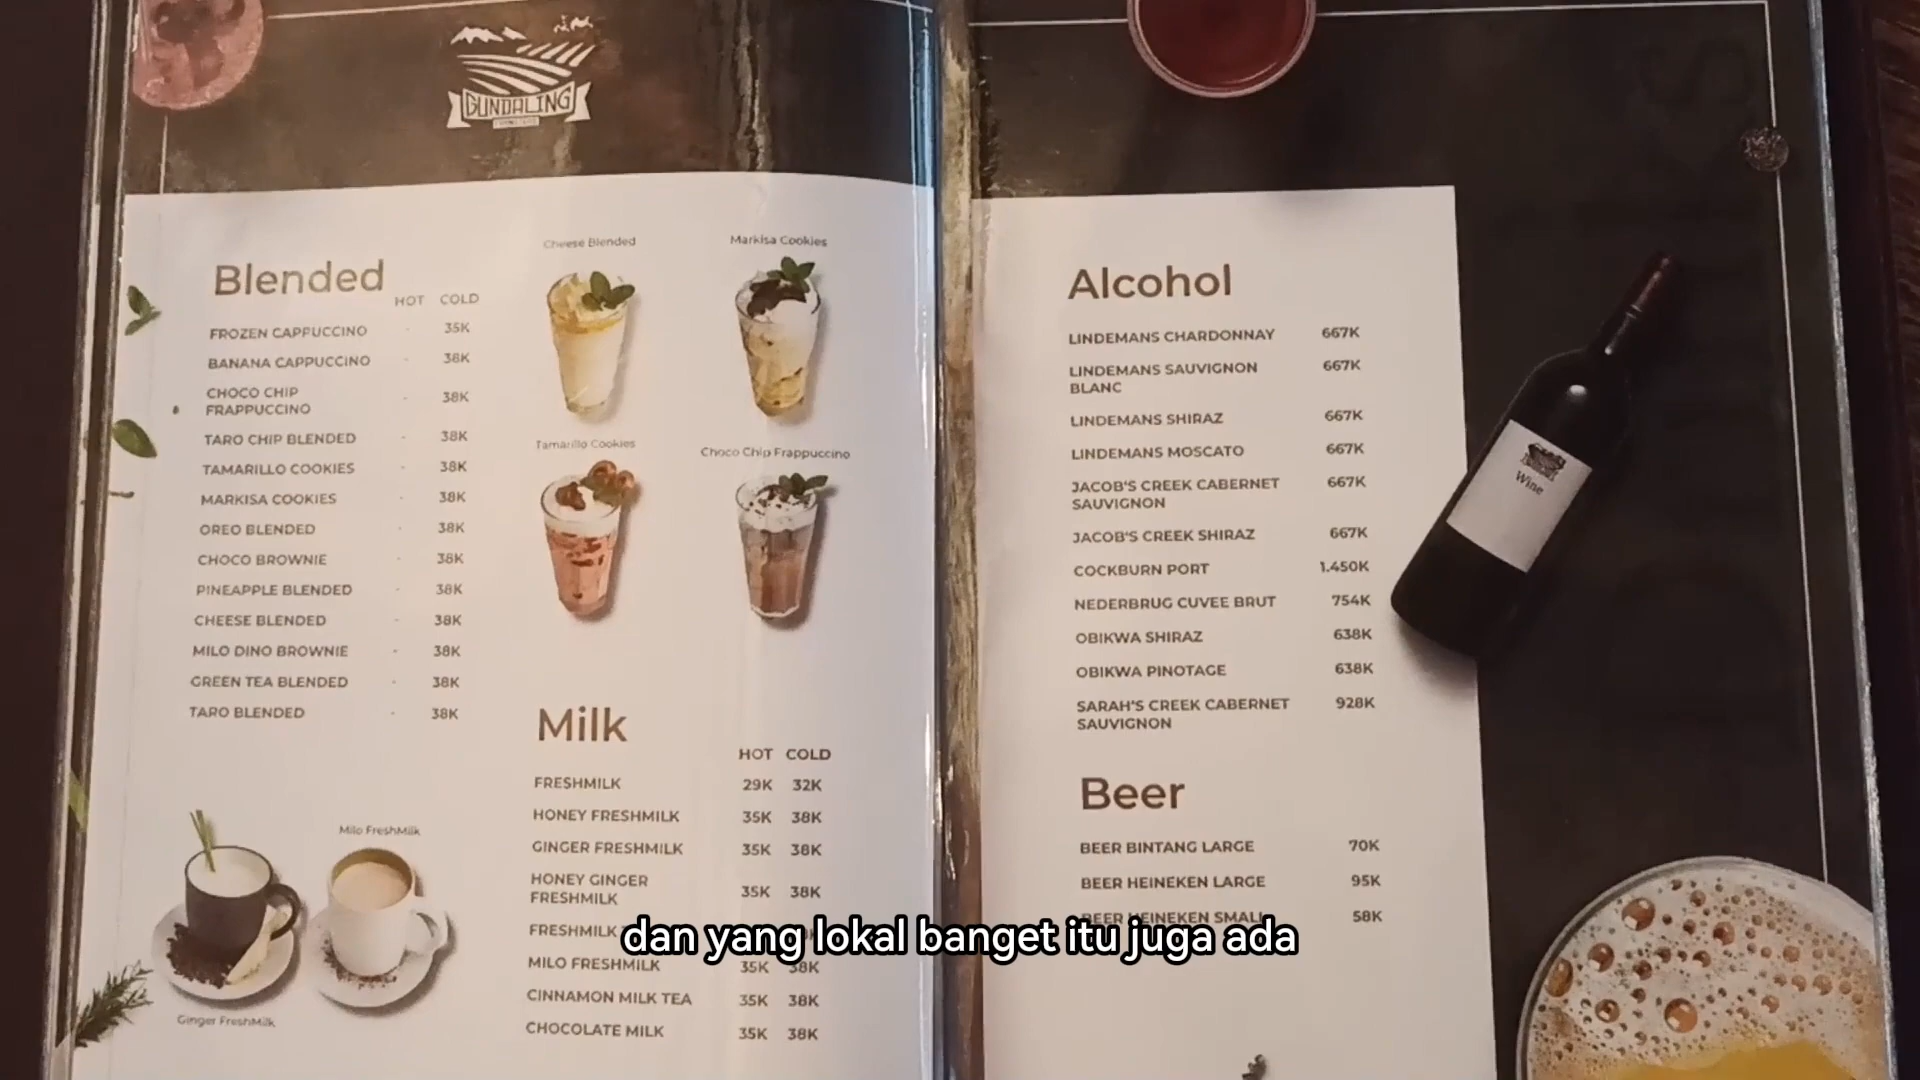 GUNDALING
Blended
HOT COLD
FROZEN CAPPUCCINO - 35K
BANANA CAPPUCCINO - 38K
CHOCO CHIP
FRAPPUCCINO - 38K
TARO CHIP BLENDED - 38K
TAMARILLO COOKIES - 38K
MARKISA COOKIES - 38K
OREO BLENDED - 38K
CHOCO BROWNIE - 38K
PINEAPPLE BLENDED - 38K
CHEESE BLENDED - 38K
MILO DINO BROWNIE - 38K
GREEN TEA BLENDED - 38K
TARO BLENDED - 38K
Cheese Blended
Markisa Cookies
Tamarillo Cookies
Choco Chip Frappuccino
Milo FreshMilk
Ginger FreshMilk
Milk
HOT COLD
FRESHMILK 29K 32K
HONEY FRESHMILK 35K 38K
GINGER FRESHMILK 35K 38K
HONEY GINGER
FRESHMILK 35K 38K
FRESHMILK
MILO FRESHMILK 35K 38K
CINNAMON MILK TEA 35K 38K
CHOCOLATE MILK 35K 38K
Alcohol
LINDEMANS CHARDONNAY 667K
LINDEMANS SAUVIGNON 667K
BLANC
LINDEMANS SHIRAZ 667K
LINDEMANS MOSCATO 667K
JACOB'S CREEK CABERNET 667K
SAUVIGNON
JACOB'S CREEK SHIRAZ 667K
COCKBURN PORT 1.450K
NEDERBRUG CUVEE BRUT 754K
OBIKWA SHIRAZ 638K
OBIKWA PINOTAGE 638K
SARAH'S CREEK CABERNET 928K
SAUVIGNON
Wine
Beer
BEER BINTANG LARGE 70K
BEER HEINEKEN LARGE 95K
BEER HEINEKEN SMALL 58K
dan yang lokal banget itu juga ada